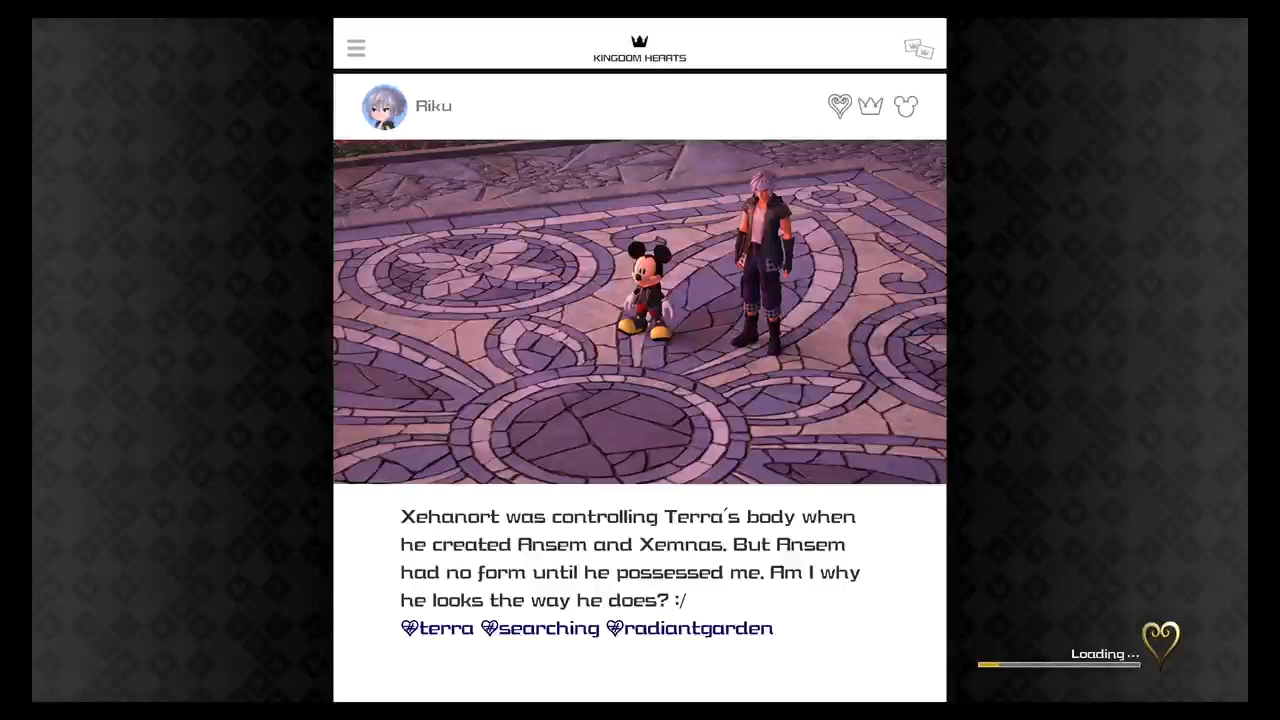 KINGDOM HEARTS
Riku
Xehanort was controlling Terra's body when
he created Ansem and Xemnas. But Ansem
had no form until he possessed me. Am I why
he looks the way he does? :/
terra searching radiantgarden
Loading...